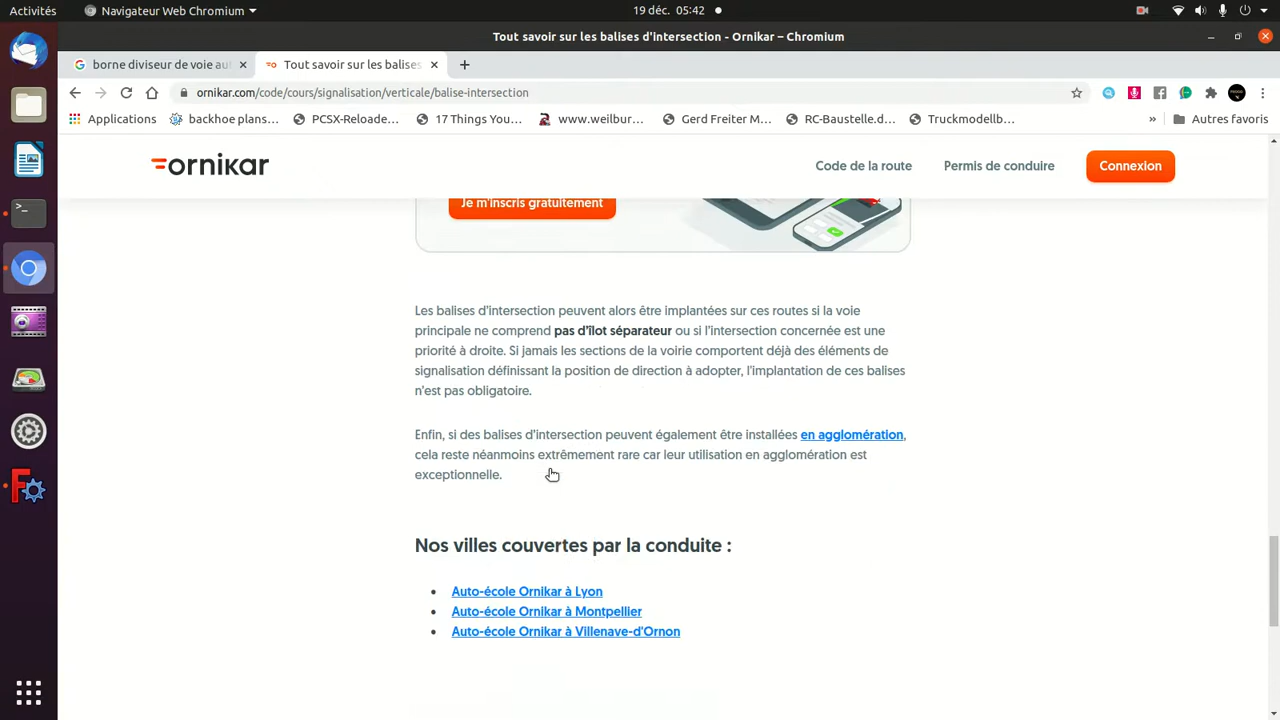 Activités
Navigateur Web Chromium
19 déc. 05:42
Tout savoir sur les balises d'intersection - Ornikar – Chromium
borne diviseur de voie au
Tout savoir sur les balises
ornikar.com/code/cours/signalisation/verticale/balise-intersection
Applications
backhoe plans...
PCSX-Reloade...
17 Things You...
www.weilbur...
Gerd Freiter M...
RC-Baustelle.d...
Truckmodellb...
»
Autres favoris
ornikar
Code de la route
Permis de conduire
Connexion
Je m'inscris gratuitement
Les balises d'intersection peuvent alors être implantées sur ces routes si la voie
principale ne comprend pas d'îlot séparateur ou si l'intersection concernée est une
priorité à droite. Si jamais les sections de la voirie comportent déjà des éléments de
signalisation définissant la position de direction à adopter, l'implantation de ces balises
n'est pas obligatoire.
Enfin, si des balises d'intersection peuvent également être installées en agglomération,
cela reste néanmoins extrêmement rare car leur utilisation en agglomération est
exceptionnelle.
Nos villes couvertes par la conduite :
• Auto-école Ornikar à Lyon
• Auto-école Ornikar à Montpellier
• Auto-école Ornikar à Villenave-d'Ornon